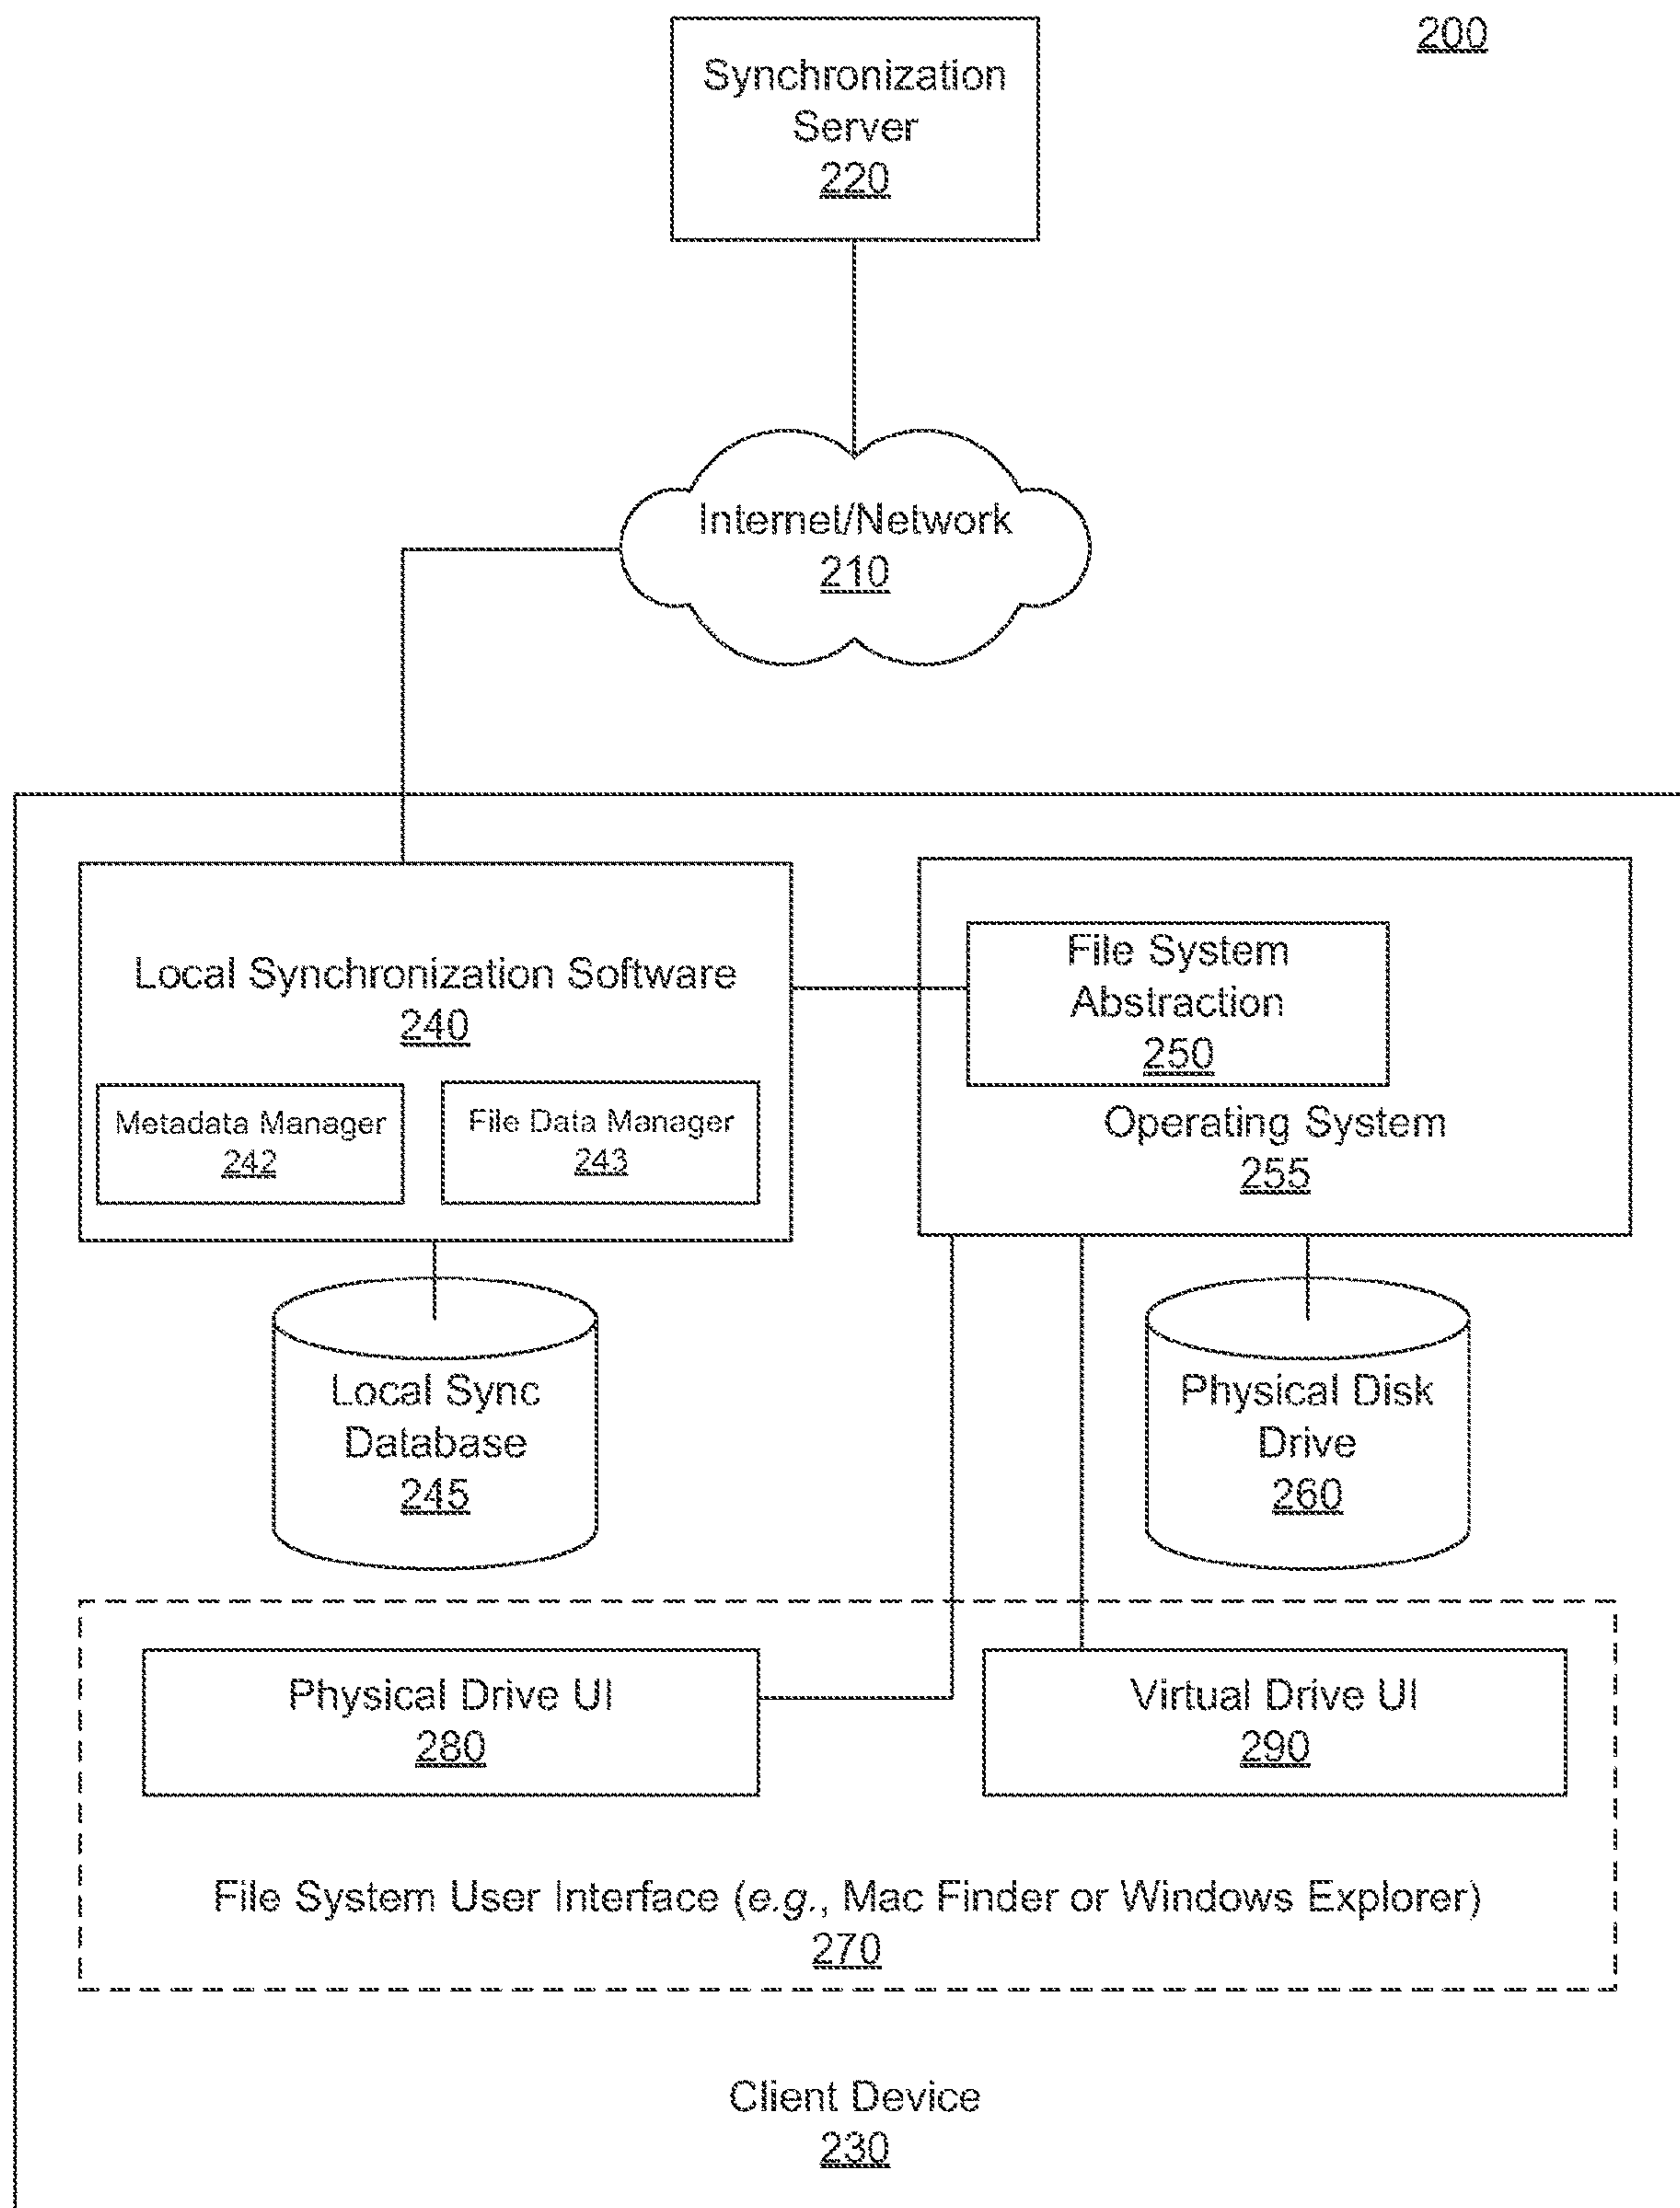 200
Synchronization
Server
220
Internet/Network
210
Local Synchronization Software
240
Metadata Manager
242
File Data Manager
243
File System
Abstraction
250
Operating System
255
Local Sync
Database
245
Physical Disk
Drive
260
Physical Drive UI
280
Virtual Drive UI
290
File System User Interface (e.g., Mac Finder or Windows Explorer)
270
Client Device
230